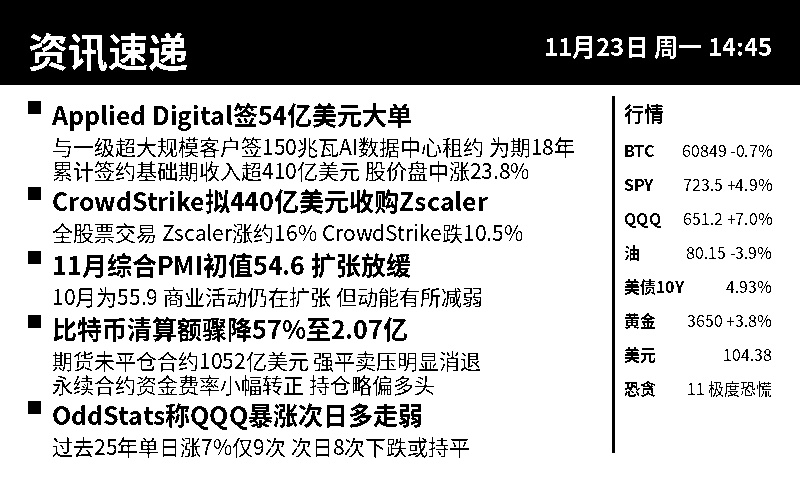 资讯速递
11月23日 周一 14:45
Applied Digital签54亿美元大单
与一级超大规模客户签150兆瓦AI数据中心租约 为期18年
累计签约基础期收入超410亿美元 股价盘中涨23.8%
CrowdStrike拟440亿美元收购Zscaler
全股票交易 Zscaler涨约16% CrowdStrike跌10.5%
11月综合PMI初值54.6 扩张放缓
10月为55.9 商业活动仍在扩张 但动能有所减弱
比特币清算额骤降57%至2.07亿
期货未平仓合约1052亿美元 强平卖压明显消退
永续合约资金费率小幅转正 持仓略偏多头
OddStats称QQQ暴涨次日多走弱
过去25年单日涨7%仅9次 次日8次下跌或持平
行情
BTC 60849 -0.7%
SPY 723.5 +4.9%
QQQ 651.2 +7.0%
油 80.15 -3.9%
美债10Y 4.93%
黄金 3650 +3.8%
美元 104.38
恐贪 11 极度恐慌